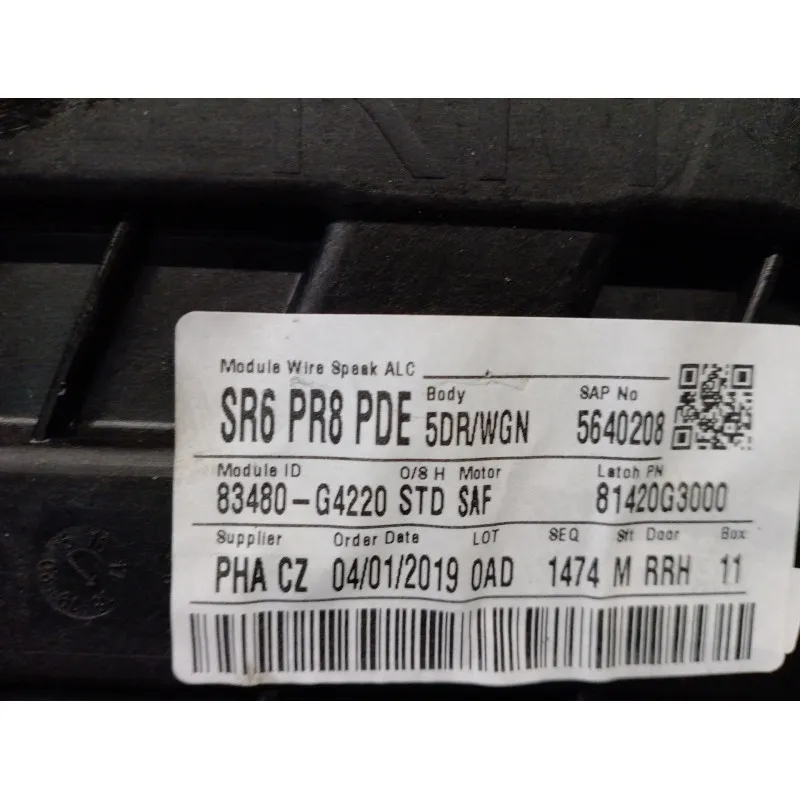 Module Wire Speak ALC
SR6 PR8 PDE
Body
5DR/WGN
SAP No
5640208
Module ID
83480-G4220
O/S H
STD
Motor
SAF
Latch PN
81420G3000
Supplier
PHA CZ
Order Date
04/01/2019
LOT
0AD
SEQ
1474
Sft
M
Door
RRH
Box
11
17